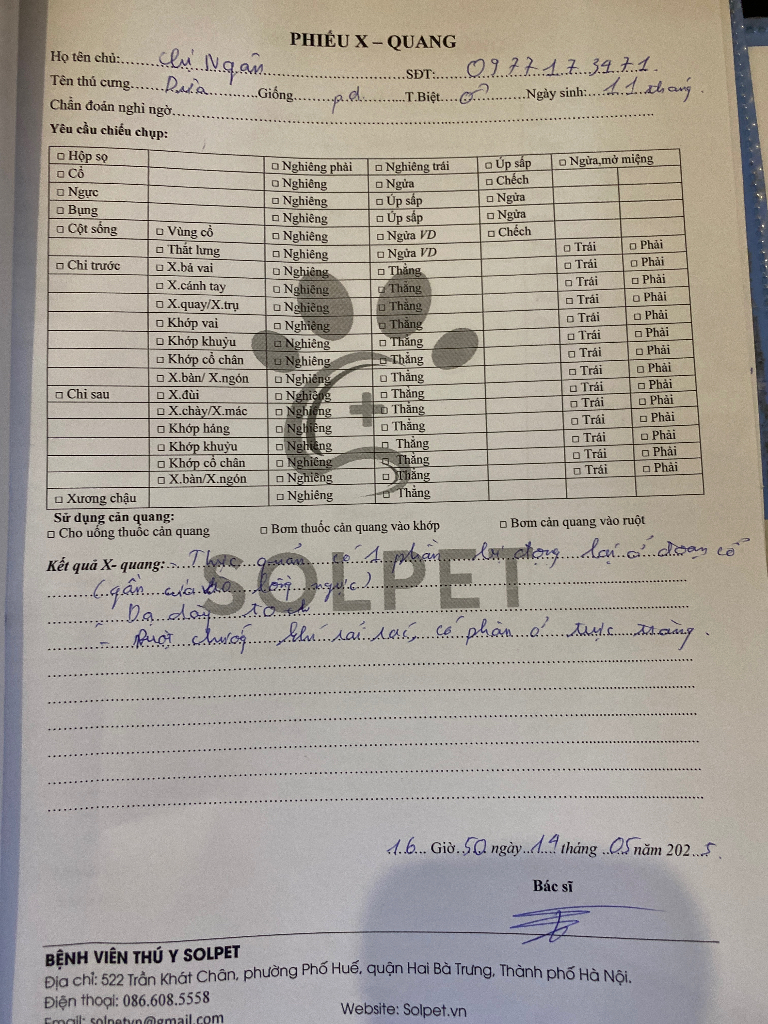 PHIẾU X – QUANG
Họ tên chủ: Chị Ngân SĐT: 0977173471
Tên thú cưng Dừa Giống p.d T.Biệt ♂ Ngày sinh: 11 tháng
Chẩn đoán nghi ngờ
Yêu cầu chiếu chụp:
□ Hộp sọ □ Nghiêng phải □ Nghiêng trái □ Úp sấp □ Ngửa,mở miệng
□ Cổ □ Nghiêng □ Ngửa □ Chếch
□ Ngực □ Nghiêng □ Úp sấp □ Ngửa
□ Bụng □ Nghiêng □ Úp sấp □ Ngửa
□ Cột sống □ Vùng cổ □ Nghiêng □ Ngửa VD □ Chếch
□ Thắt lưng □ Nghiêng □ Ngửa VD □ Trái □ Phải
□ Chi trước □ X.bá vai □ Nghiêng □ Thẳng □ Trái □ Phải
□ X.cánh tay □ Nghiêng □ Thẳng □ Trái □ Phải
□ X.quay/X.trụ □ Nghiêng □ Thẳng □ Trái □ Phải
□ Khớp vai □ Nghiêng □ Thẳng □ Trái □ Phải
□ Khớp khuỷu □ Nghiêng □ Thẳng □ Trái □ Phải
□ Khớp cổ chân □ Nghiêng □ Thẳng □ Trái □ Phải
□ X.bàn/ X.ngón □ Nghiêng □ Thẳng □ Trái □ Phải
□ Chi sau □ X.đùi □ Nghiêng □ Thẳng □ Trái □ Phải
□ X.chày/X.mác □ Nghiêng □ Thẳng □ Trái □ Phải
□ Khớp háng □ Nghiêng □ Thẳng □ Trái □ Phải
□ Khớp khuỷu □ Nghiêng □ Thẳng □ Trái □ Phải
□ Khớp cổ chân □ Nghiêng □ Thẳng □ Trái □ Phải
□ X.bàn/X.ngón □ Nghiêng □ Thẳng
□ Xương chậu □ Nghiêng □ Thẳng
Sử dụng cản quang:
□ Cho uống thuốc cản quang □ Bơm thuốc cản quang vào khớp □ Bơm cản quang vào ruột
Kết quả X- quang: - Thực quản có 1 phần lưu đọng lại ở đoạn cổ
(gần cửa vào lồng ngực)
- Dạ dày to
- Ruột chướng khí rải rác, có phân ở trực tràng.
SOLPET
16 Giờ 50 ngày 19 tháng 05 năm 2025
Bác sĩ
BỆNH VIỆN THÚ Y SOLPET
Địa chỉ: 522 Trần Khát Chân, phường Phố Huế, quận Hai Bà Trưng, Thành phố Hà Nội.
Điện thoại: 086.608.5558
Website: Solpet.vn
Email: solpetvn@gmail.com